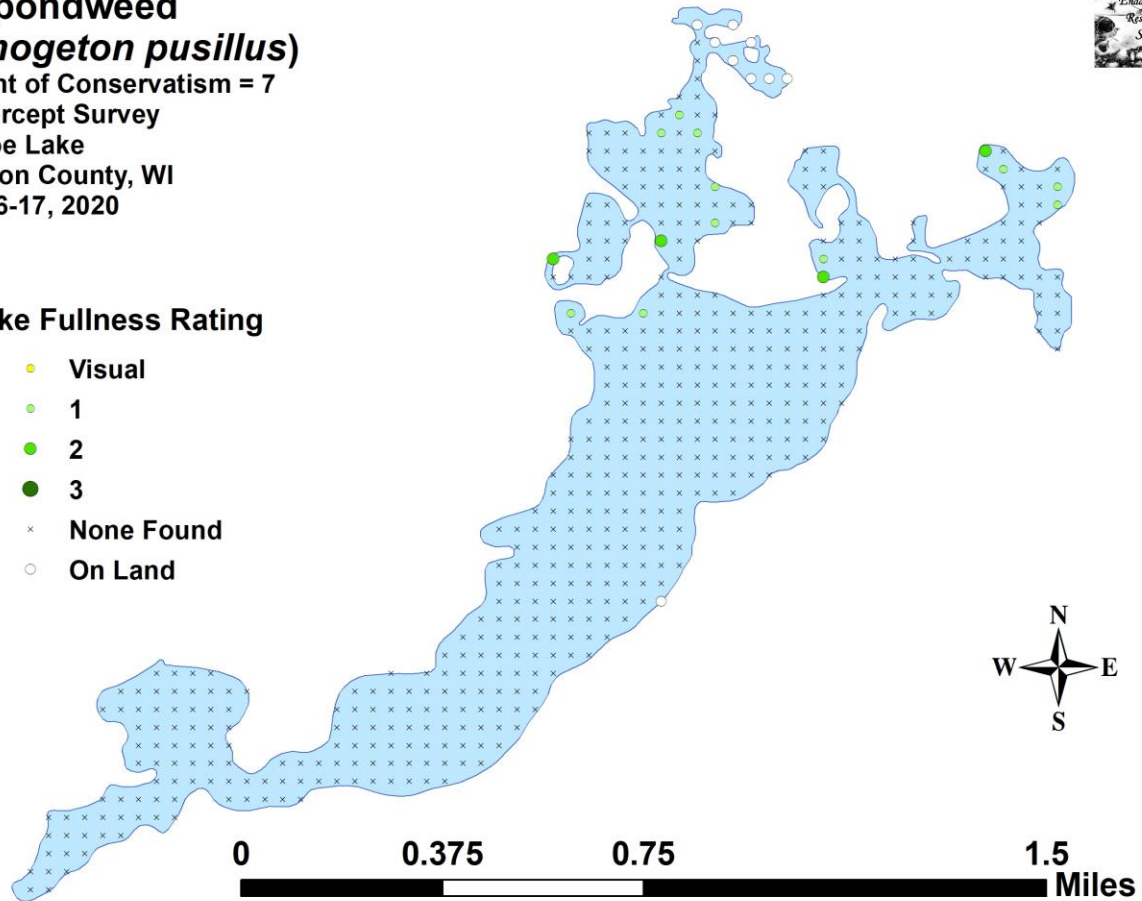 pondweed
nogeton pusillus)
nt of Conservatism = 7
rcept Survey
e Lake
on County, WI
6-17, 2020
ke Fullness Rating
Visual
1
2
3
None Found
On Land
N
W E
S
0 0.375 0.75 1.5
Miles